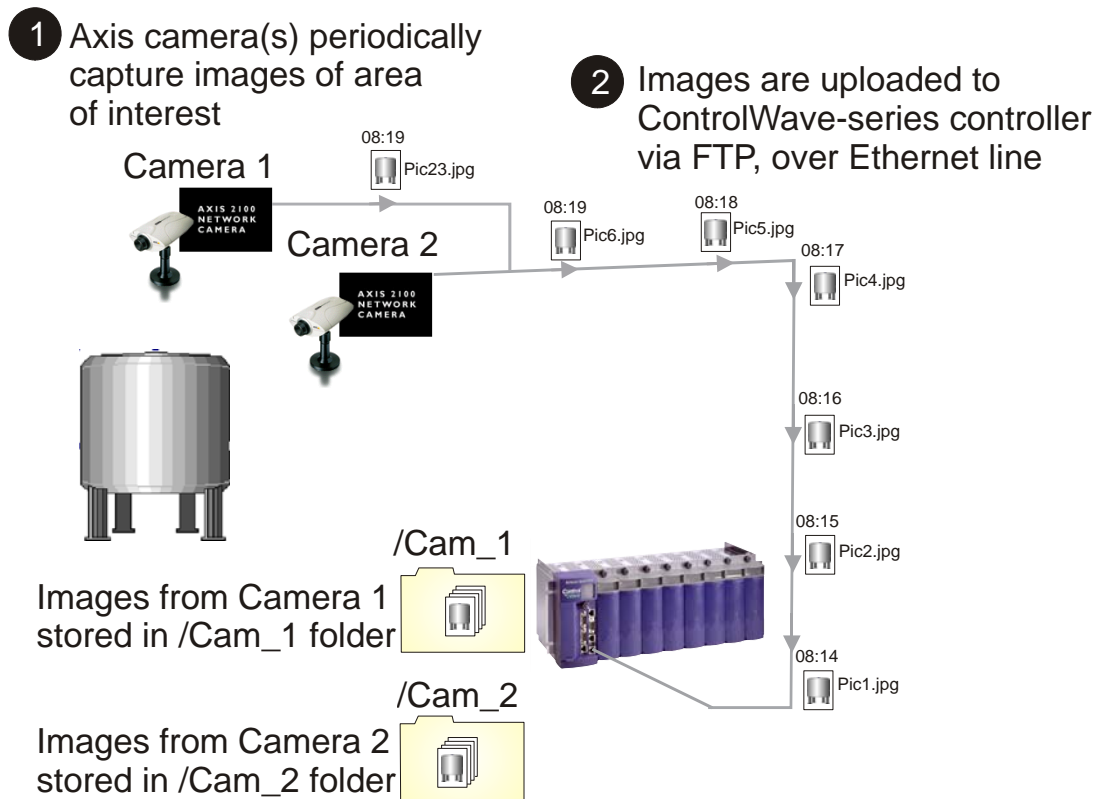 1 Axis camera(s) periodically
capture images of area
of interest
2 Images are uploaded to
ControlWave-series controller
via FTP, over Ethernet line
08:19
Pic23.jpg
Camera 1
AXIS 2100
NETWORK
CAMERA
Camera 2
AXIS 2100
NETWORK
CAMERA
08:19
Pic6.jpg
08:18
Pic5.jpg
08:17
Pic4.jpg
08:16
Pic3.jpg
08:15
Pic2.jpg
08:14
Pic1.jpg
/Cam_1
Images from Camera 1
stored in /Cam_1 folder
/Cam_2
Images from Camera 2
stored in /Cam_2 folder